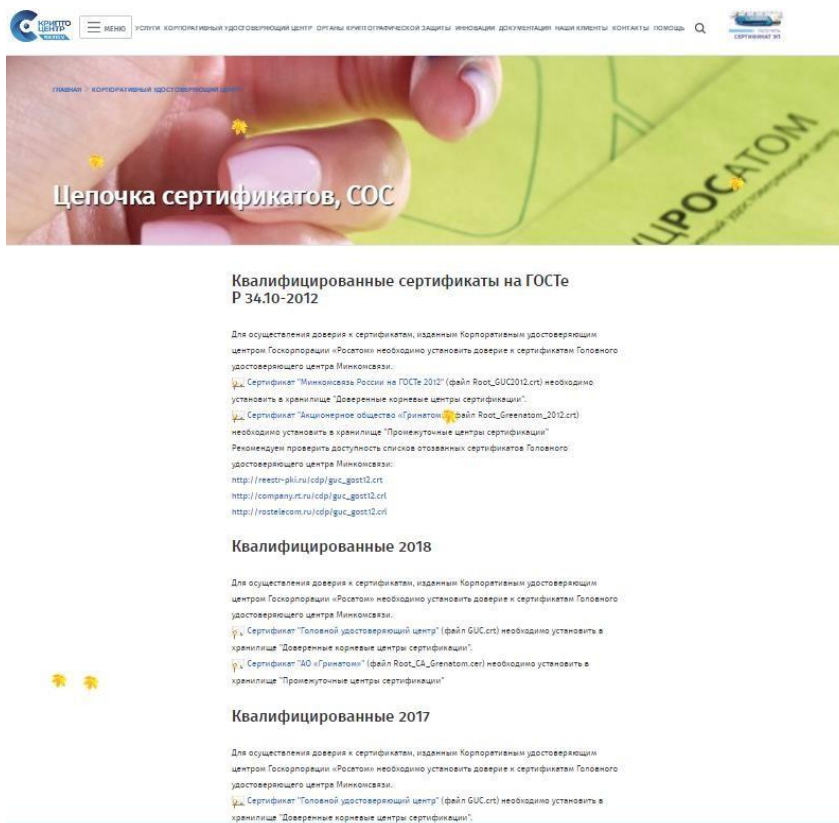 КРИПТО
ЦЕНТР
МЕНЮ
УСЛУГИ КОРПОРАТИВНЫЙ УДОСТОВЕРЯЮЩИЙ ЦЕНТР ОРГАНЫ КРИПТОГРАФИЧЕСКОЙ ЗАЩИТЫ ИННОВАЦИИ ДОКУМЕНТАЦИЯ НАШИ КЛИЕНТЫ КОНТАКТЫ ПОМОЩЬ
ПОЛУЧИТЬ
СЕРТИФИКАТ ЭП
ГЛАВНАЯ > КОРПОРАТИВНЫЙ УДОСТОВЕРЯЮЩИЙ ЦЕНТР
УЦ РОСАТОМ
Цепочка сертификатов, СОС
Квалифицированные сертификаты на ГОСТе
Р 34.10-2012
Для осуществления доверия к сертификатам, изданным Корпоративным удостоверяющим
центром Госкорпорации «Росатом» необходимо установить доверие к сертификатам Головного
удостоверяющего центра Минкомсвязи.
Сертификат "Минкомсвязь России на ГОСТе 2012" (файл Root_GUC2012.crt) необходимо
установить в хранилище "Доверенные корневые центры сертификации".
Сертификат "Акционерное общество «Гринатом файл Root_Greenatom_2012.crt)
необходимо установить в хранилище "Промежуточные центры сертификации"
Рекомендуем проверить доступность списков отозванных сертификатов Головного
удостоверяющего центра Минкомсвязи:
http://reestr-pki.ru/cdp/guc_gost12.crt
http://company.rt.ru/cdp/guc_gost12.crl
http://rostelecom.ru/cdp/guc_gost12.crl
Квалифицированные 2018
Для осуществления доверия к сертификатам, изданным Корпоративным удостоверяющим
центром Госкорпорации «Росатом» необходимо установить доверие к сертификатам Головного
удостоверяющего центра Минкомсвязи.
Сертификат "Головной удостоверяющий центр" (файл GUC.crt) необходимо установить в
хранилище "Доверенные корневые центры сертификации".
Сертификат "АО «Гринатом»" (файл Root_CA_Grenatom.cer) необходимо установить в
хранилище "Промежуточные центры сертификации"
Квалифицированные 2017
Для осуществления доверия к сертификатам, изданным Корпоративным удостоверяющим
центром Госкорпорации «Росатом» необходимо установить доверие к сертификатам Головного
удостоверяющего центра Минкомсвязи.
Сертификат "Головной удостоверяющий центр" (файл GUC.crt) необходимо установить в
хранилище "Доверенные корневые центры сертификации".